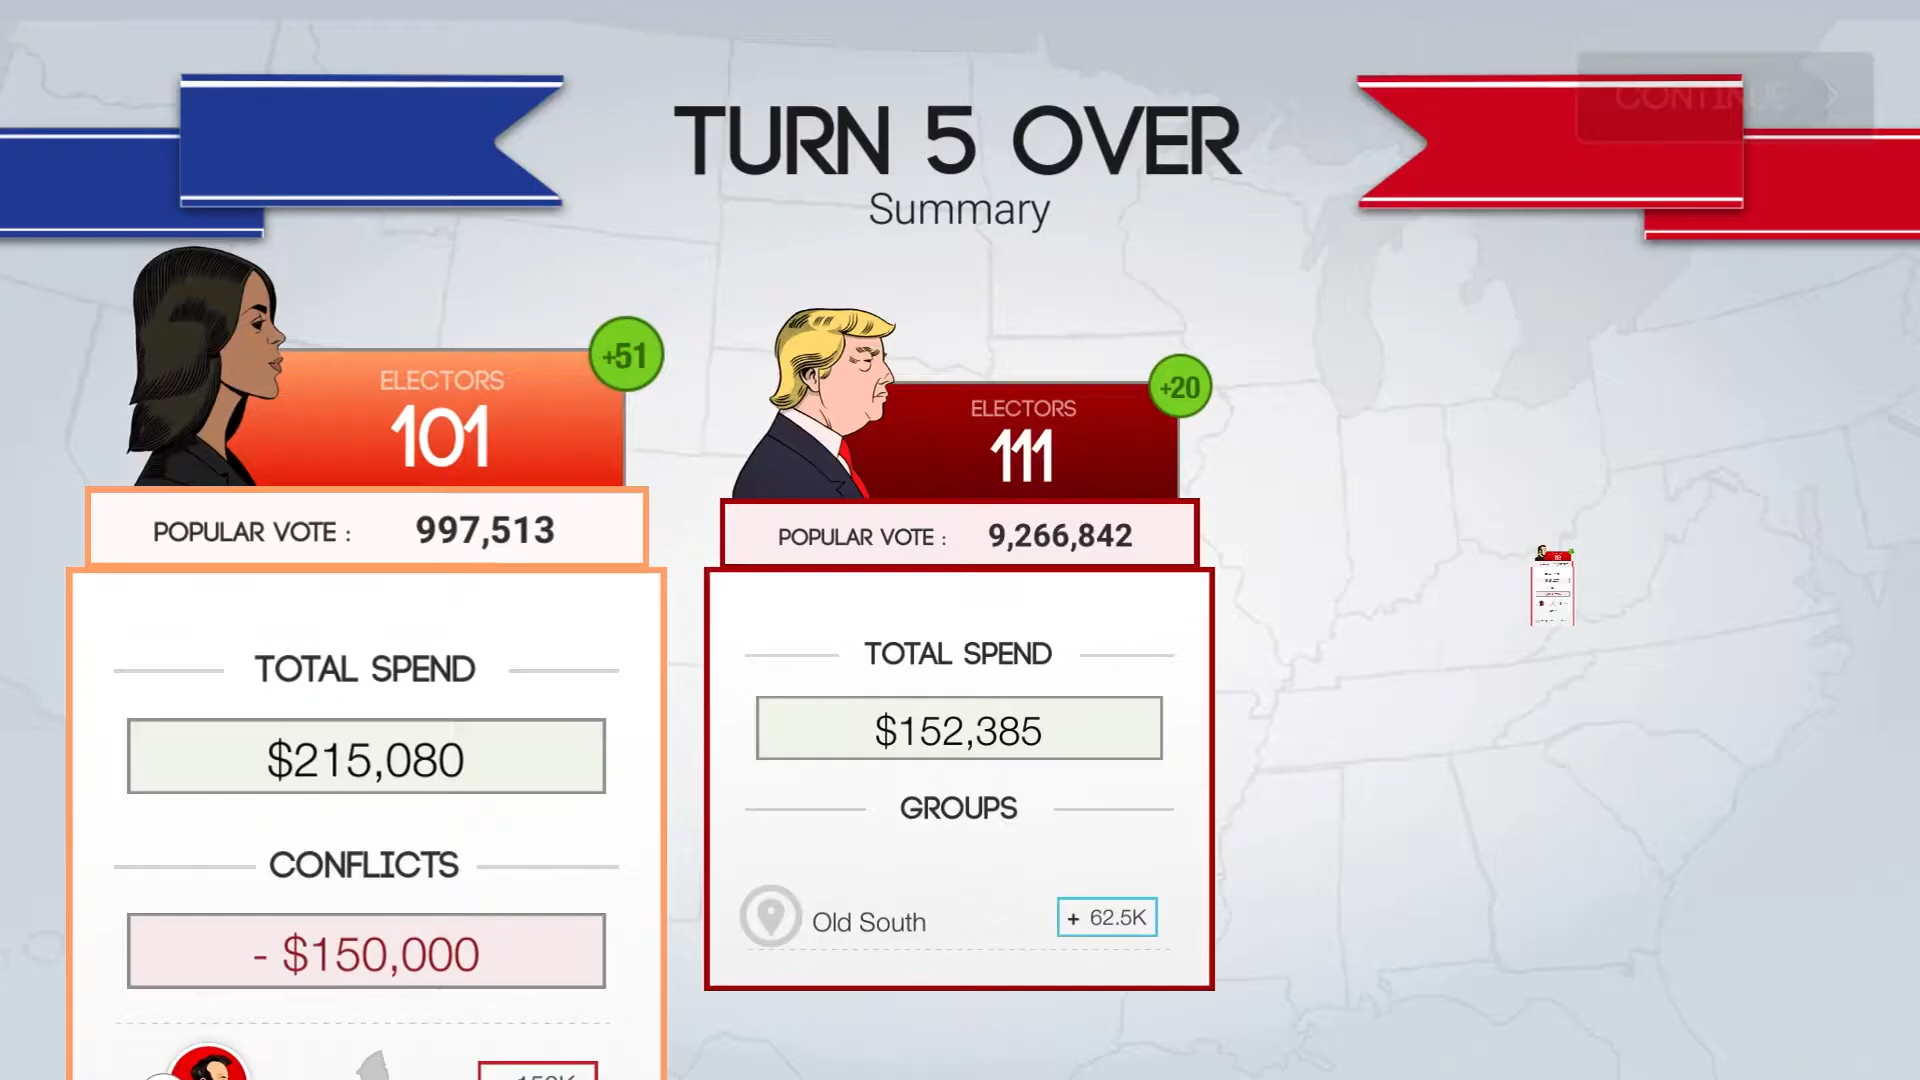 CONTINUE
TURN 5 OVER
Summary
+51
ELECTORS
101
POPULAR VOTE : 997,513
TOTAL SPEND
$215,080
CONFLICTS
- $150,000
+20
ELECTORS
111
POPULAR VOTE : 9,266,842
TOTAL SPEND
$152,385
GROUPS
Old South + 62.5K